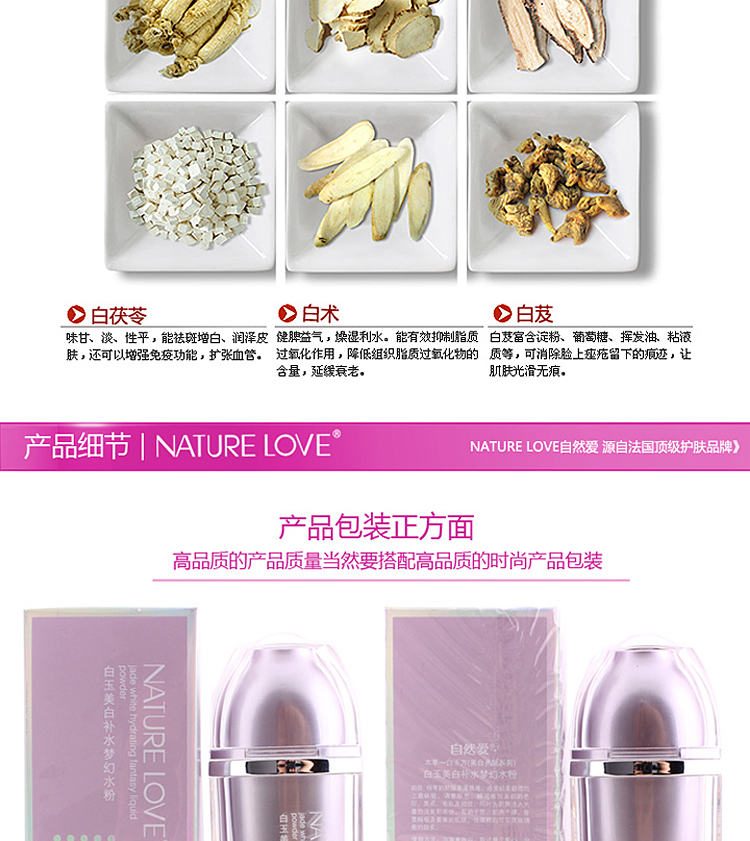 白茯苓
味甘、淡、性平，能祛斑增白、润泽皮
肤，还可以增强免疫功能，扩张血管。
白术
健脾益气，燥湿利水。能有效抑制脂质
过氧化作用，降低组织脂质过氧化物的
含量，延缓衰老。
白芨
白芨富含淀粉、葡萄糖、挥发油、粘液
质等，可消除脸上痤疮留下的痕迹，让
肌肤光滑无痕。
产品细节 | NATURE LOVE®
NATURE LOVE自然爱 源自法国顶级护肤品牌》
产品包装正方面
高品质的产品质量当然要搭配高品质的时尚产品包装
NATURE LOVE
jade white hydrating fantasy liquid
powder
白玉美白补水梦幻水粉
NATURE LOVE
自然爱
白玉美白补水梦幻水粉